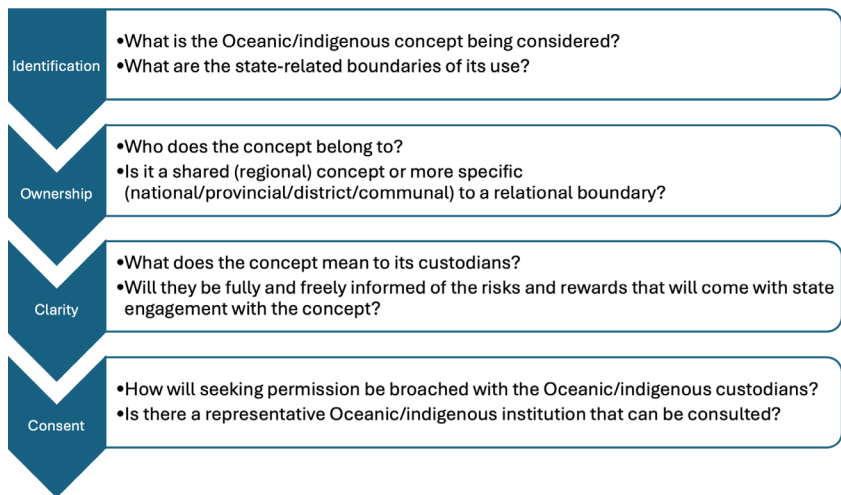 Identification
•What is the Oceanic/indigenous concept being considered?
•What are the state-related boundaries of its use?
Ownership
•Who does the concept belong to?
•Is it a shared (regional) concept or more specific
(national/provincial/district/communal) to a relational boundary?
Clarity
•What does the concept mean to its custodians?
•Will they be fully and freely informed of the risks and rewards that will come with state
engagement with the concept?
Consent
•How will seeking permission be broached with the Oceanic/indigenous custodians?
•Is there a representative Oceanic/indigenous institution that can be consulted?